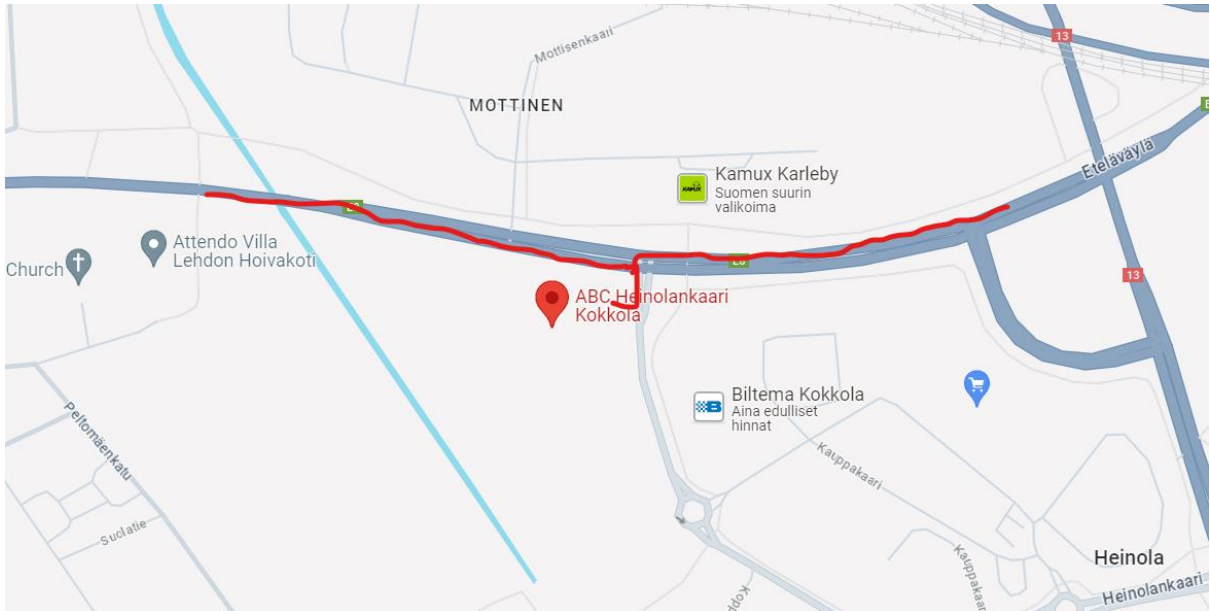 Mottisenkaari
13
MOTTINEN
Eteläväylä
Kamux Karleby
Suomen suurin
valikoima
KAMUX
E8
Attendo Villa
Lehdon Hoivakoti
Church
E8
13
ABC Heinolankaari
Kokkola
Biltema Kokkola
Aina edulliset
hinnat
B
Peltomäenkatu
Kauppakaari
Suolatie
Kauppakaari
Heinola
Heinolankaari